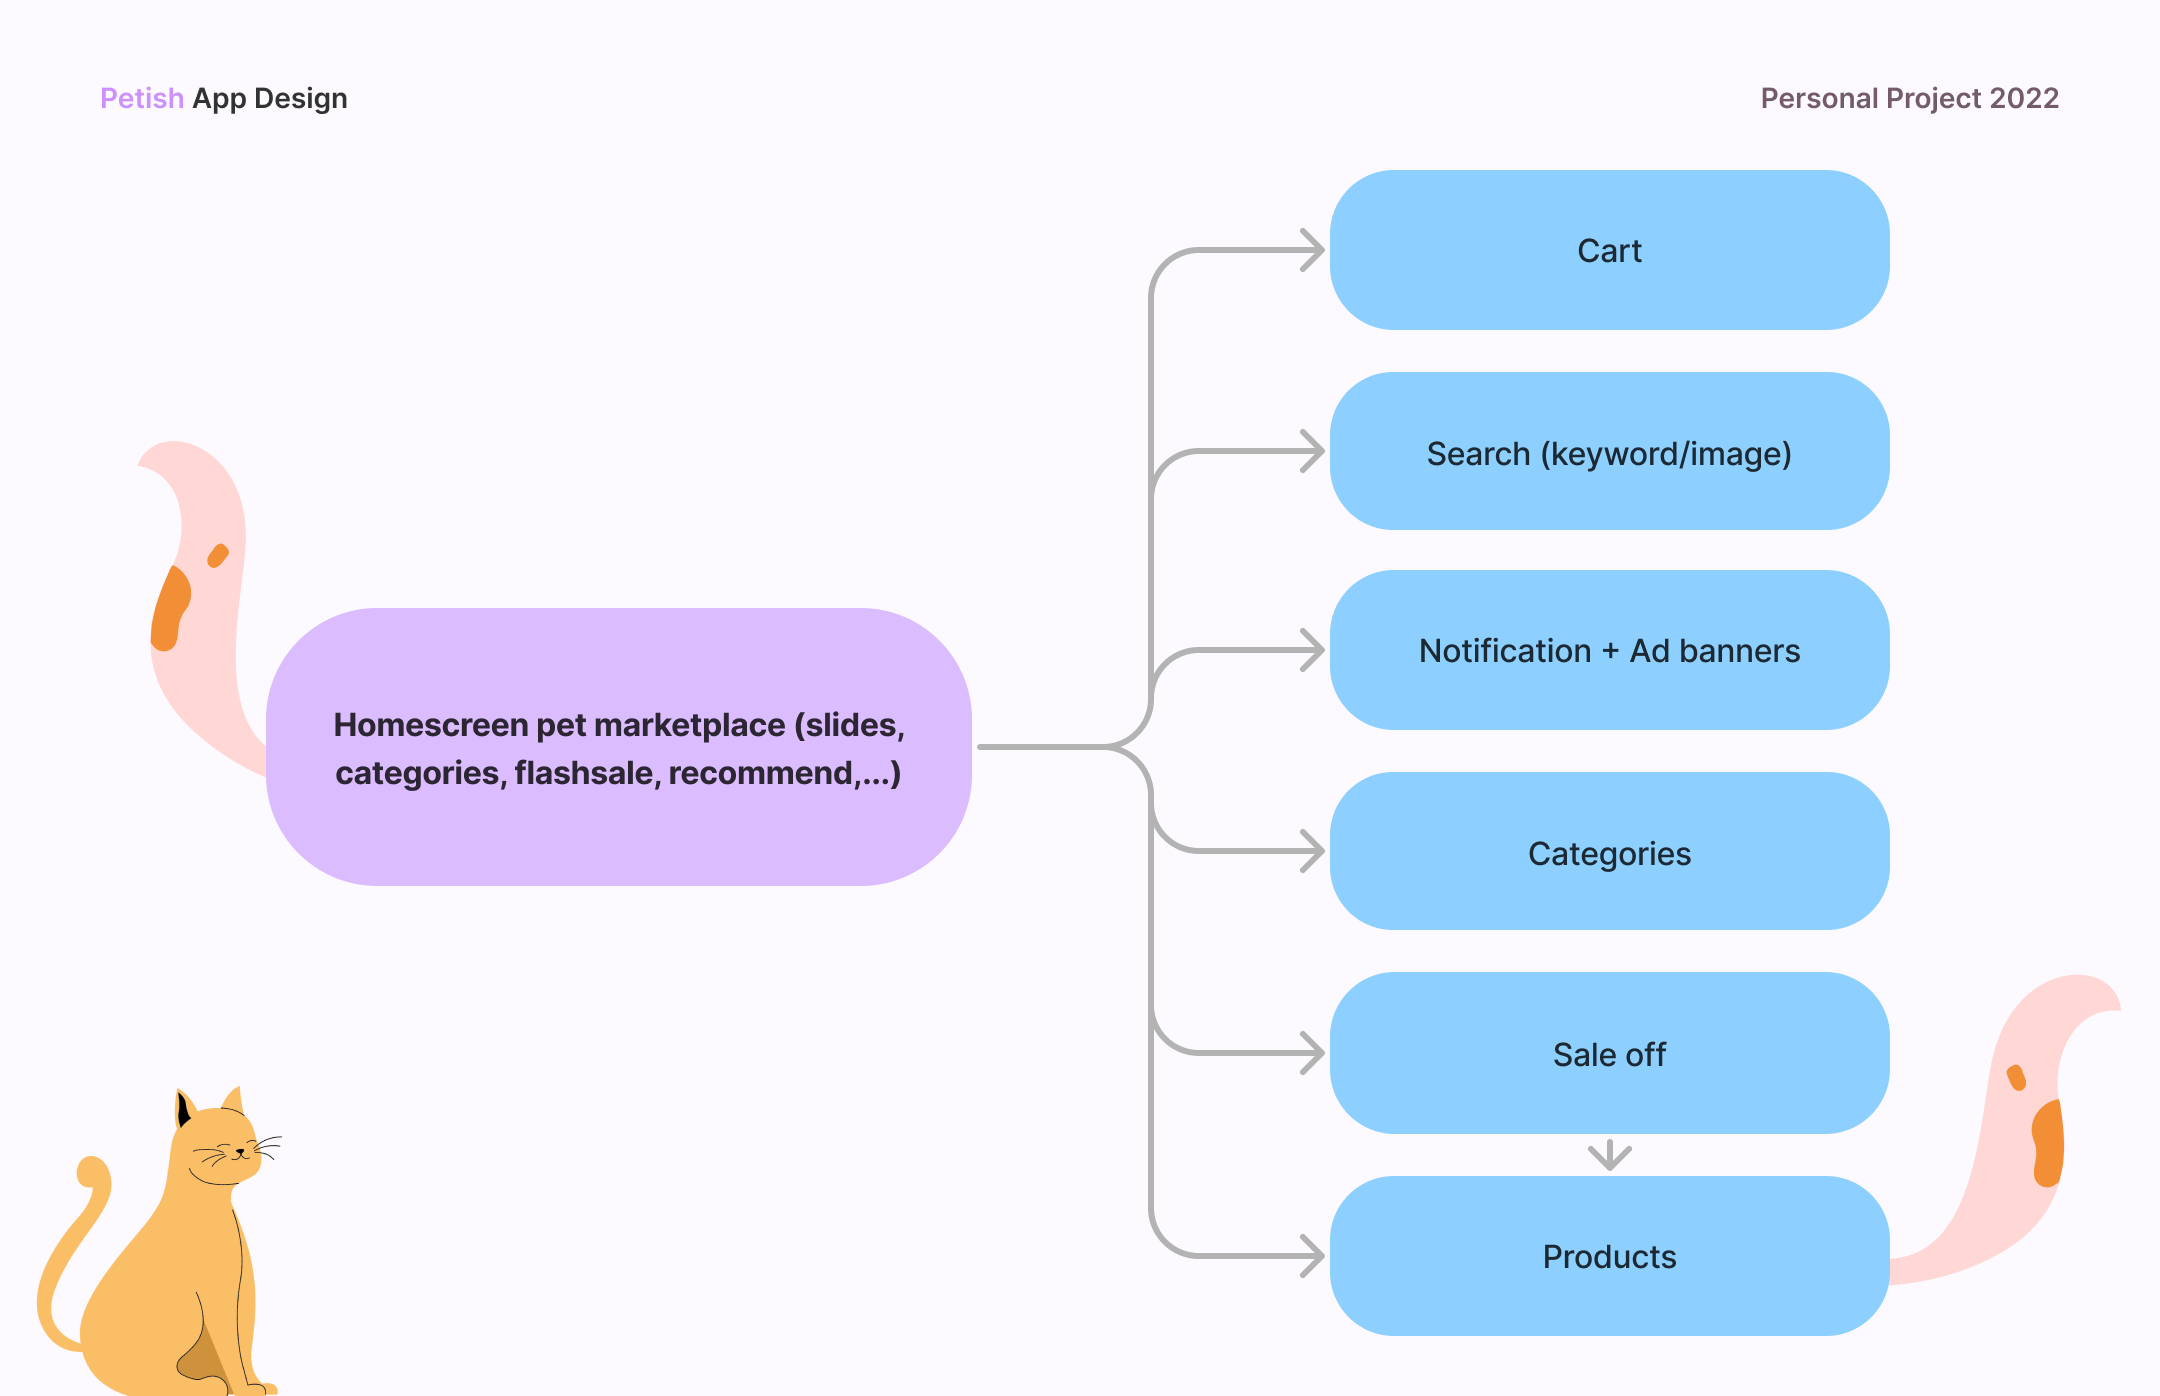 Petish App Design
Personal Project 2022
Homescreen pet marketplace (slides,
categories, flashsale, recommend,...)
Cart
Search (keyword/image)
Notification + Ad banners
Categories
Sale off
Products